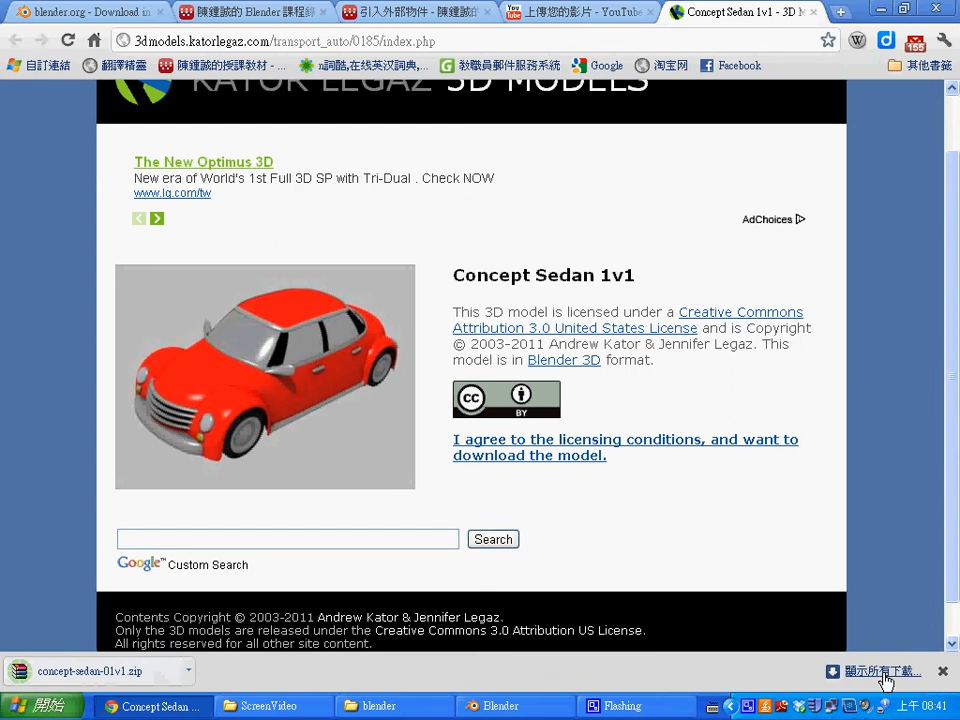 blender.org - Download in
陳鍾誠的 Blender 課程錄
引入外部物件 - 陳鍾誠的
上傳您的影片 - YouTube
Concept Sedan 1v1 - 3D M
3dmodels.katorlegaz.com/transport_auto/0185/index.php
155
自訂連結
翻譯精靈
陳鍾誠的授課教材 - ...
n詞酷,在线英汉词典,...
教職員郵件服務系統
Google
淘宝网
Facebook
其他書籤
KATOR LEGAZ 3D MODELS
The New Optimus 3D
New era of World's 1st Full 3D SP with Tri-Dual . Check NOW
www.lg.com/tw
AdChoices
Concept Sedan 1v1
This 3D model is licensed under a Creative Commons
Attribution 3.0 United States License and is Copyright
© 2003-2011 Andrew Kator & Jennifer Legaz. This
model is in Blender 3D format.
cc BY
I agree to the licensing conditions, and want to
download the model.
Search
Google™ Custom Search
Contents Copyright © 2003-2011 Andrew Kator & Jennifer Legaz.
Only the 3D models are released under the Creative Commons 3.0 Attribution US License.
All rights reserved for all other site content.
concept-sedan-01v1.zip
顯示所有下載...
開始
Concept Sedan ...
ScreenVideo
blender
Blender
Flashing
上午 08:41